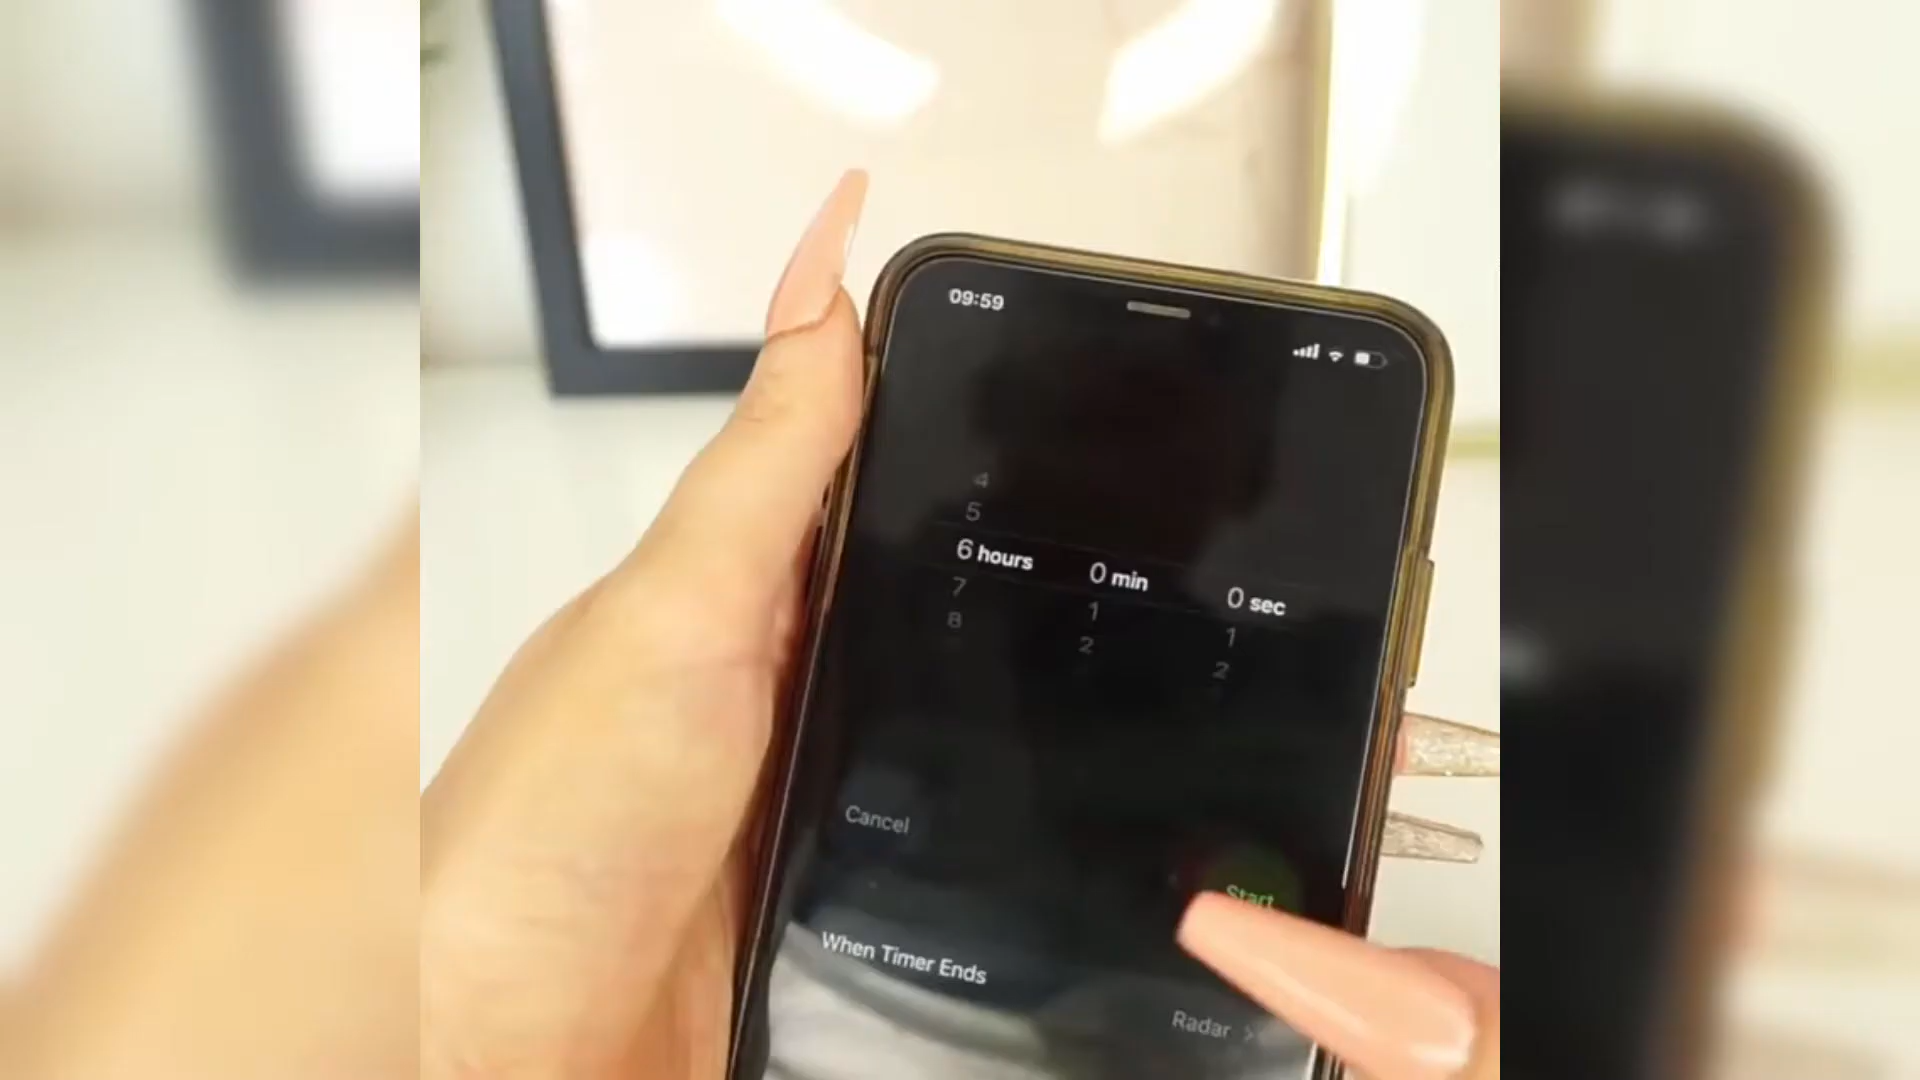 09:59
4
5
6 hours 0 min 0 sec
7 1 1
8 2 2
Cancel
Start
When Timer Ends
Radar